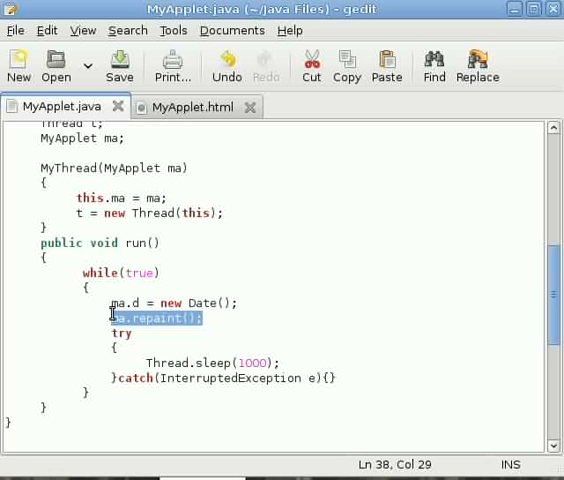 MyApplet.java (~/Java Files) - gedit
File Edit View Search Tools Documents Help
New Open Save Print... Undo Redo Cut Copy Paste Find Replace
MyApplet.java MyApplet.html
Thread t;
MyApplet ma;
MyThread(MyApplet ma)
{
this.ma = ma;
t = new Thread(this);
}
public void run()
{
while(true)
{
ma.d = new Date();
ma.repaint();
try
{
Thread.sleep(1000);
}catch(InterruptedException e){}
}
}
}
Ln 38, Col 29 INS